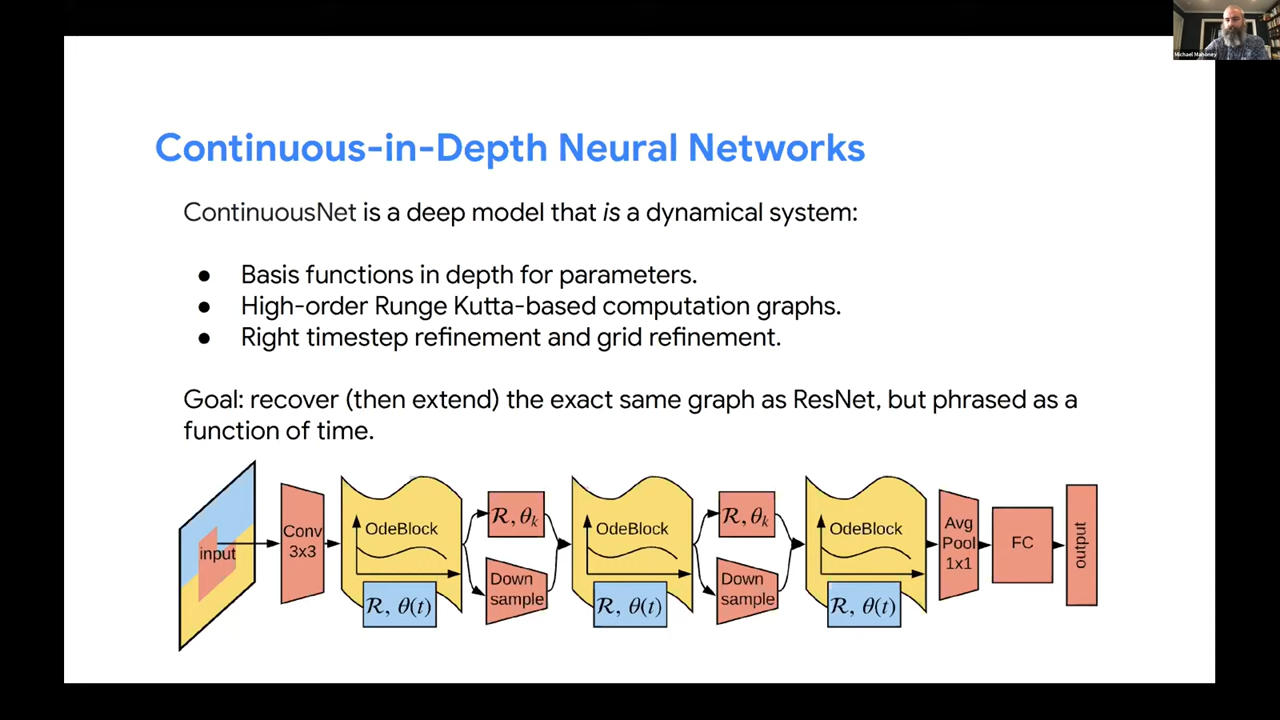 Michael Mahoney
Continuous-in-Depth Neural Networks
ContinuousNet is a deep model that is a dynamical system:
● Basis functions in depth for parameters.
● High-order Runge Kutta-based computation graphs.
● Right timestep refinement and grid refinement.
Goal: recover (then extend) the exact same graph as ResNet, but phrased as a
function of time.
input
Conv
3x3
OdeBlock
R, θ(t)
R, θk
Down
sample
OdeBlock
R, θ(t)
R, θk
Down
sample
OdeBlock
R, θ(t)
Avg
Pool
1x1
FC
output